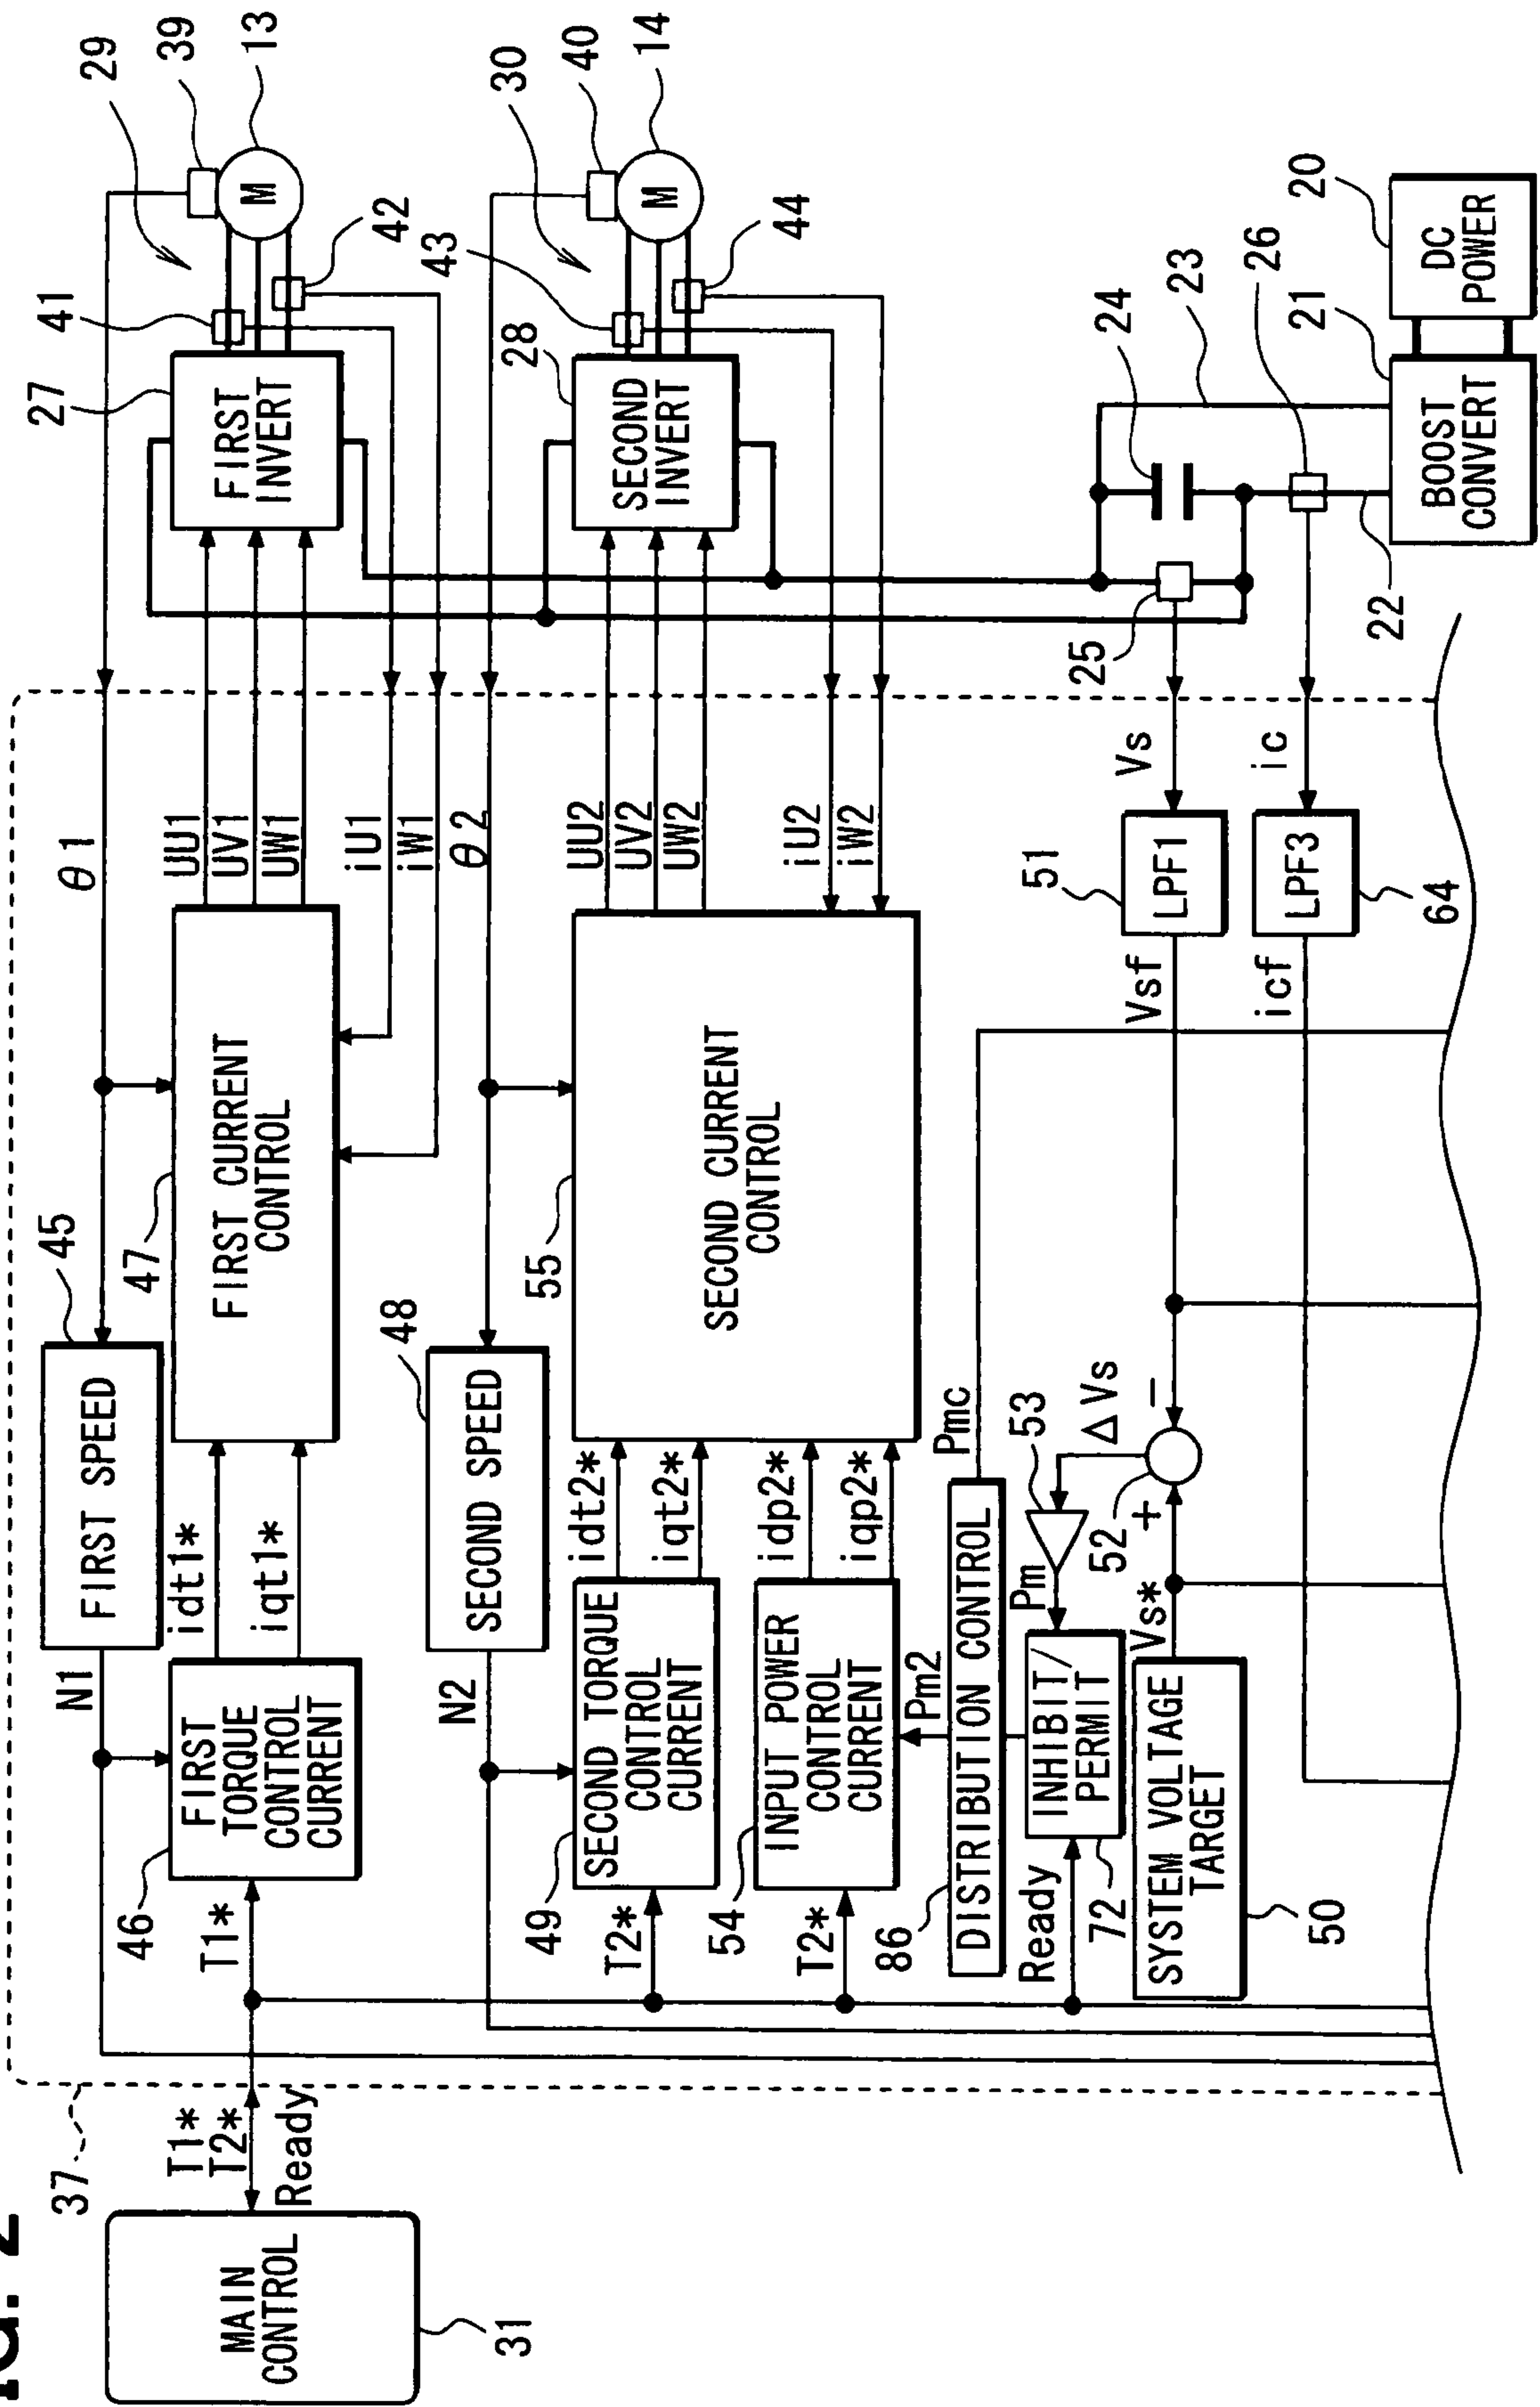 FIG. 2
37
MAIN
CONTROL
31
T1*
T2*
Ready
N1
FIRST SPEED
45
θ1
FIRST
TORQUE
CONTROL
CURRENT
46
T1*
idt1*
iqt1*
FIRST CURRENT
CONTROL
47
UU1
UV1
UW1
iU1
iW1
FIRST
INVERT
27
41
42
29
39
M
13
N2
SECOND SPEED
48
θ2
SECOND TORQUE
CONTROL
CURRENT
49
T2*
idt2*
iqt2*
INPUT POWER
CONTROL
CURRENT
54
T2*
idp2*
iqp2*
SECOND CURRENT
CONTROL
55
UU2
UV2
UW2
iU2
iW2
SECOND
INVERT
28
43
44
30
40
M
14
Pm2
DISTRIBUTION CONTROL
86
Pmc
Ready
INHIBIT/
PERMIT
72
Pm
53
ΔVs
SYSTEM VOLTAGE
TARGET
50
Vs*
+
−
52
Vsf
LPF1
51
Vs
25
icf
LPF3
64
ic
24
23
26
22
BOOST
CONVERT
21
DC
POWER
20